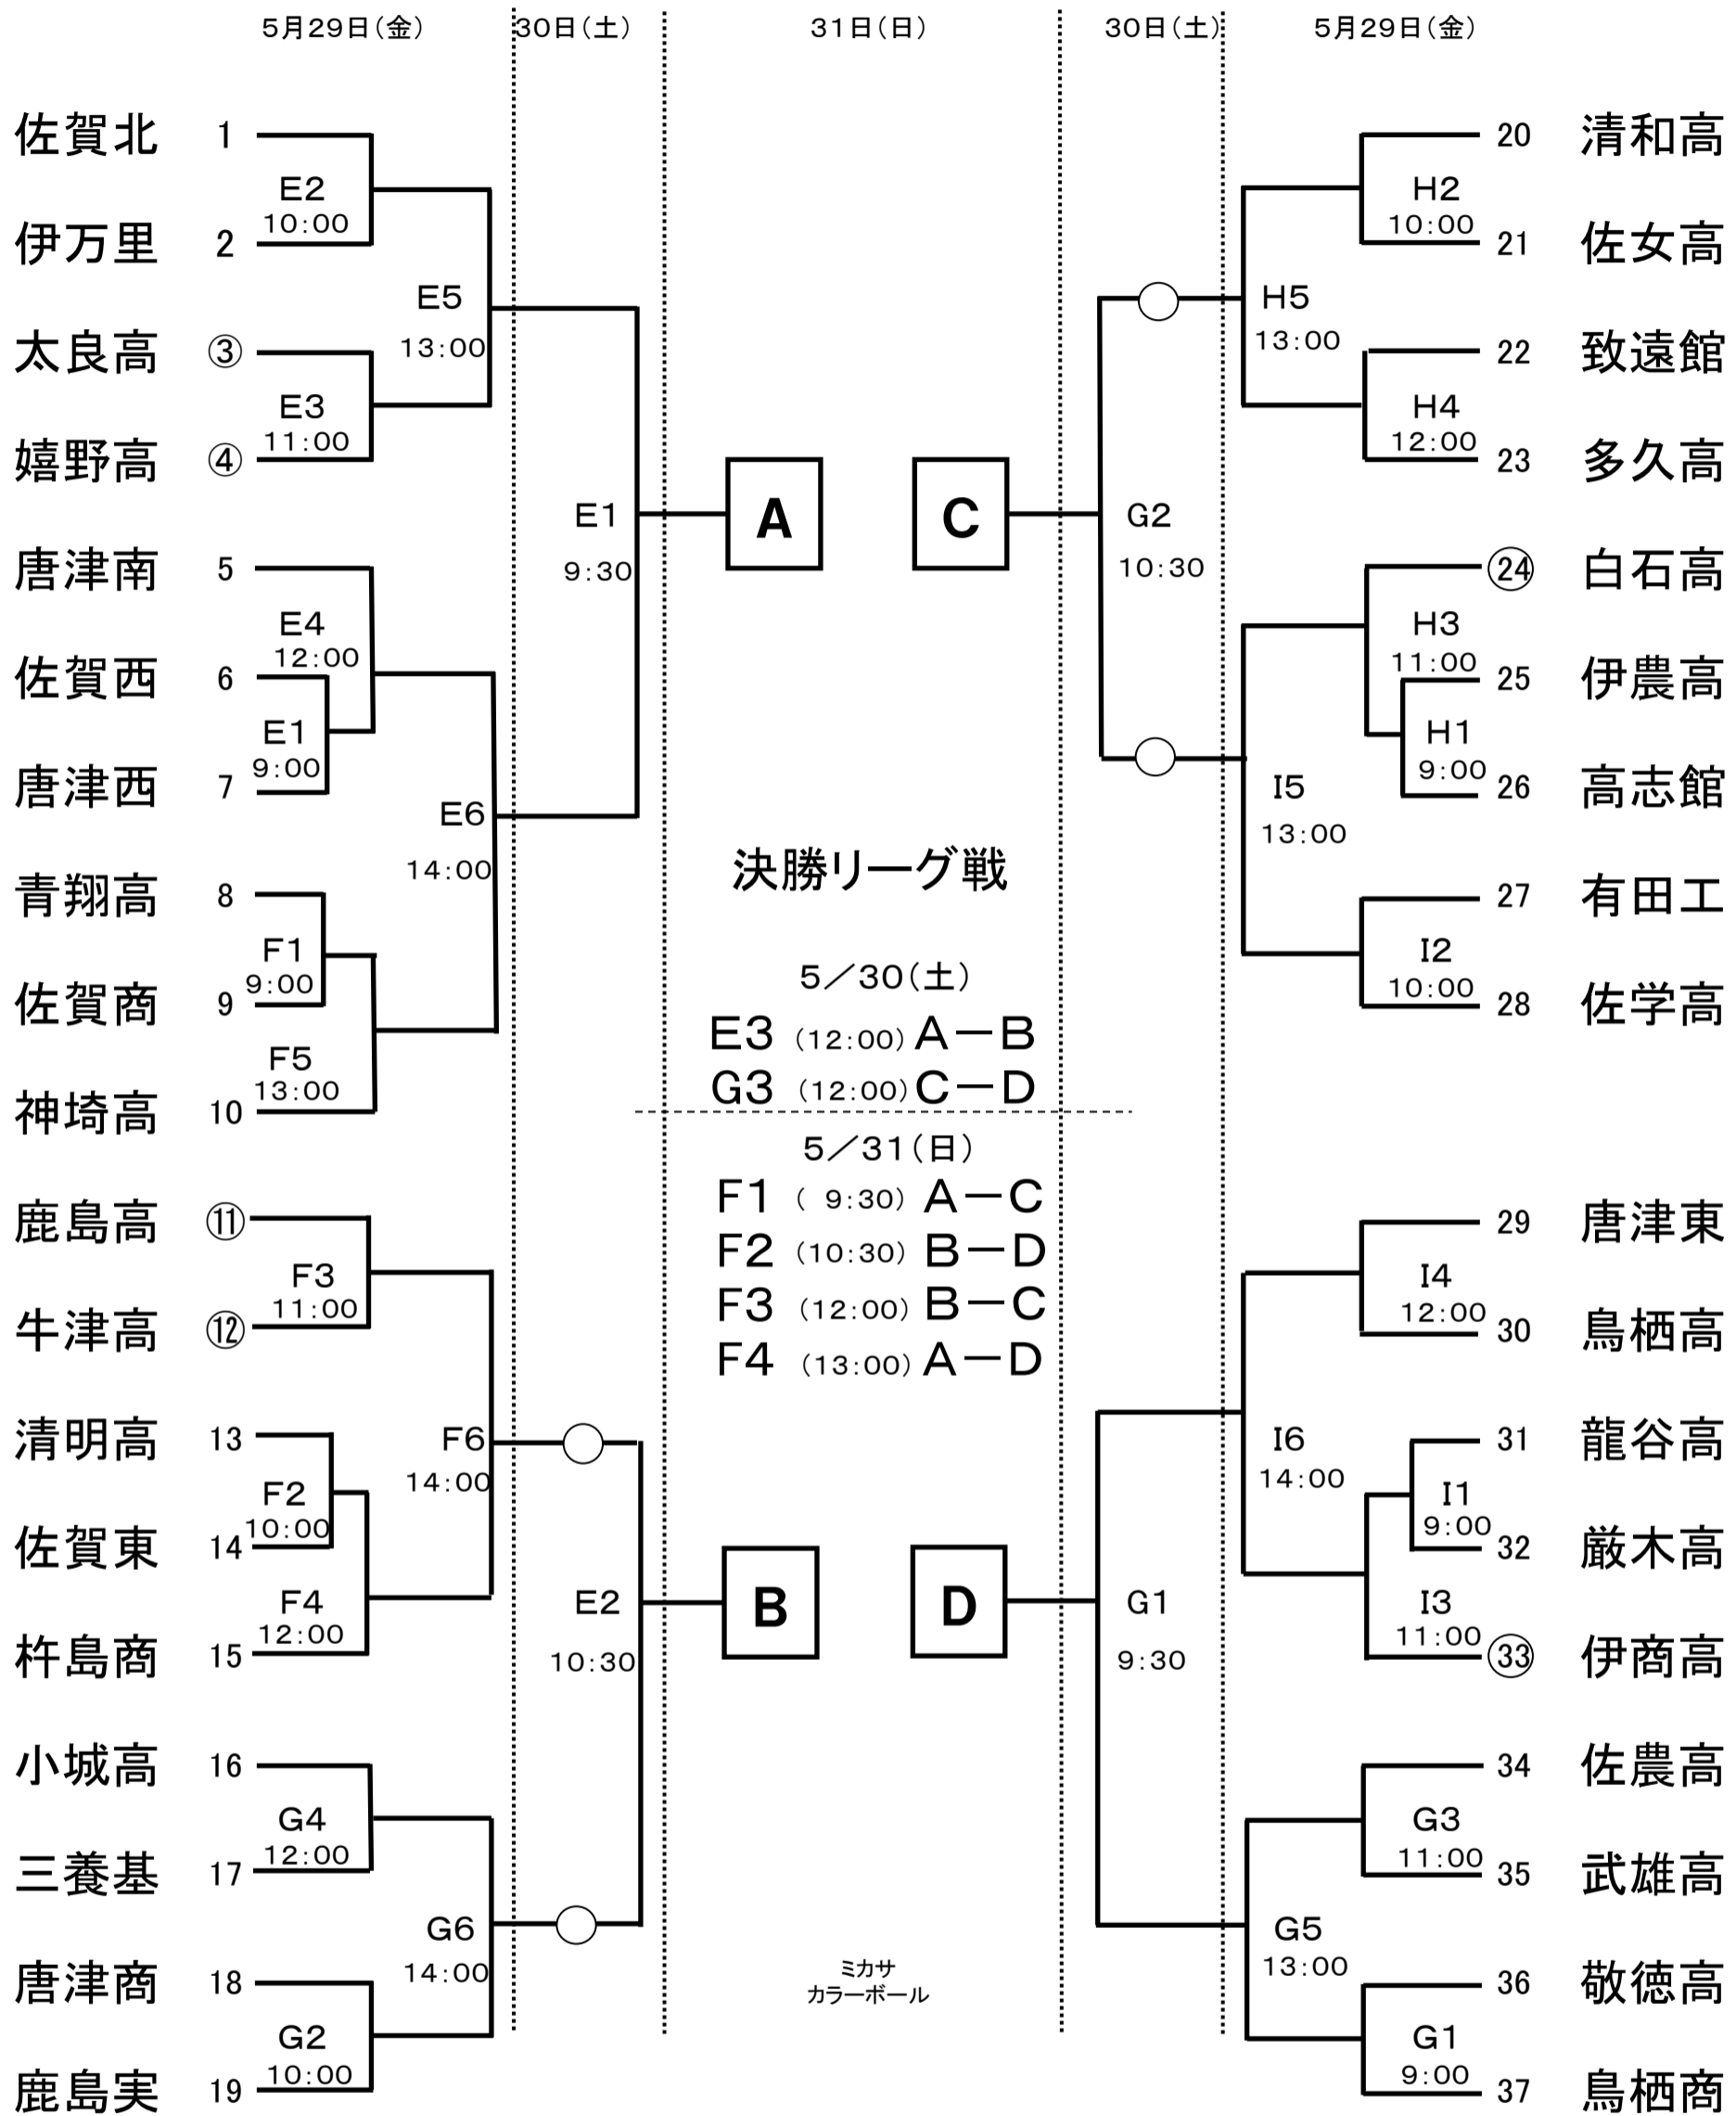 5月29日(金) 30日(土) 31日(日) 30日(土) 5月29日(金)
佐賀北 1 20 清和高
E2 H2
10:00 10:00
伊万里 2 21 佐女高
E5 H5
太良高 ③ 13:00 13:00 22 致遠館
E3 H4
11:00 12:00
嬉野高 ④ 23 多久高
E1 A C G2
9:30 10:30
唐津南 5 ㉔ 白石高
E4 H3
12:00 11:00
佐賀西 6 25 伊農高
E1 H1
9:00 9:00
唐津西 7 I5 26 高志館
E6 13:00
14:00 決勝リーグ戦
青翔高 8 27 有田工
F1 I2
9:00 5/30(土) 10:00
佐賀商 9 28 佐学高
E3 (12:00) A-B
F5
13:00 G3 (12:00) C-D
神埼高 10
5/31(日)
F1 ( 9:30) A-C
鹿島高 ⑪ 29 唐津東
F2 (10:30) B-D
F3 I4
11:00 F3 (12:00) B-C 12:00
牛津高 ⑫ 30 鳥栖高
F4 (13:00) A-D
清明高 13 F6 I6 31 龍谷高
14:00 14:00
F2 I1
10:00 9:00
佐賀東 14 32 厳木高
F4 E2 B D G1 I3
12:00 11:00
杵島商 15 10:30 9:30 ㉝ 伊商高
小城高 16 34 佐農高
G4 G3
12:00 11:00
三養基 17 35 武雄高
G6 G5
14:00 ミカサ 13:00
唐津商 18 カラーボール 36 敬徳高
G2 G1
10:00 9:00
鹿島実 19 37 鳥栖商